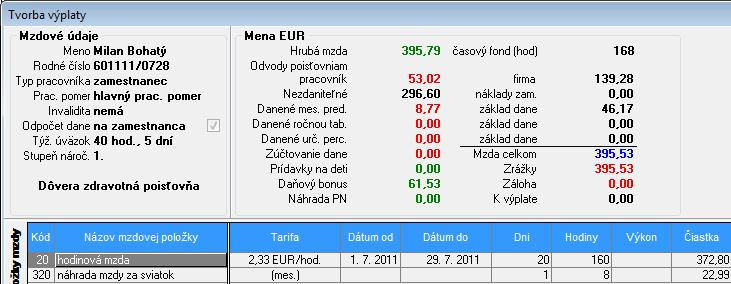 Tvorba výplaty
Mzdové údaje
Meno Milan Bohatý
Rodné číslo 601111/0728
Typ pracovníka zamestnanec
Prac. pomer hlavný prac. pomer
Invalidita nemá
Odpočet dane na zamestnanca
Týž. úväzok 40 hod., 5 dní
Stupeň nároč. 1.
Dôvera zdravotná poisťovňa
Mena EUR
Hrubá mzda 395,79 časový fond (hod) 168
Odvody poisťovniam
pracovník 53,02 firma 139,28
Nezdaniteľné 296,60 náklady zam. 0,00
Danené mes. pred. 8,77 základ dane 46,17
Danené ročnou tab. 0,00 základ dane 0,00
Danené urč. perc. 0,00 základ dane 0,00
Zúčtovanie dane 0,00 Mzda celkom 395,53
Prídavky na deti 0,00 Zrážky 395,53
Daňový bonus 61,53 Záloha 0,00
Náhrada PN 0,00 K výplate 0,00
Kód Názov mzdovej položky Tarifa Dátum od Dátum do Dni Hodiny Výkon Čiastka
20 hodinová mzda 2,33 EUR/hod. 1. 7. 2011 29. 7. 2011 20 160 372,80
320 náhrada mzdy za sviatok (mes.) 1 8 22,99